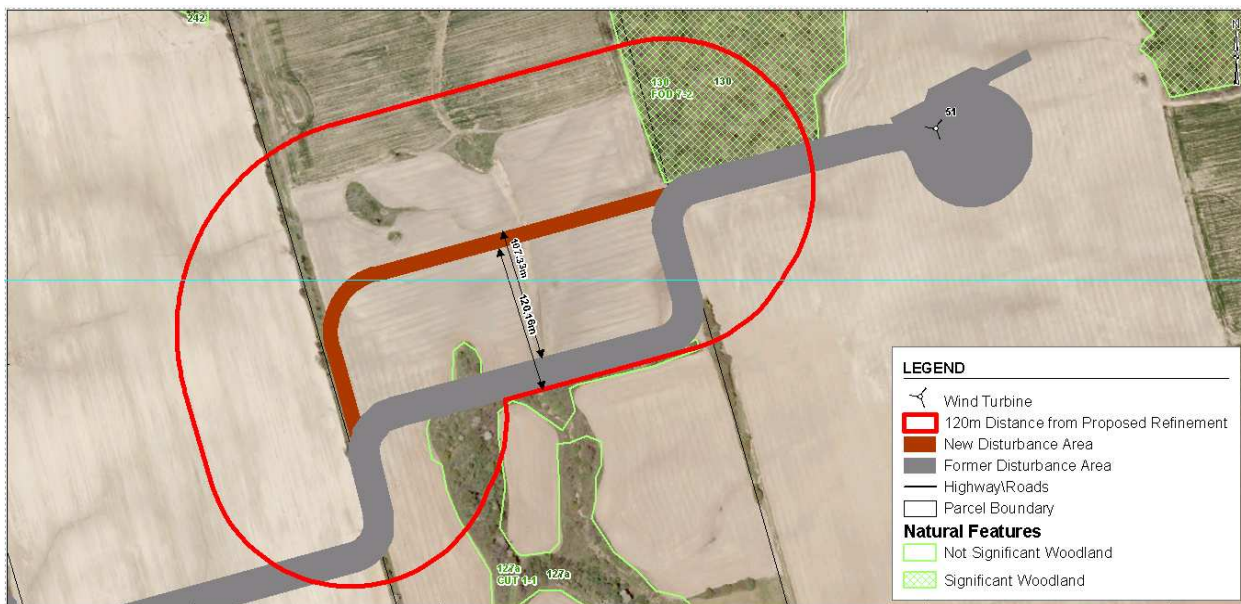 242
130
FOD 7-2
130
51
107.33m
120.16m
127a
CUT 1-1
127a
N
LEGEND
Wind Turbine
120m Distance from Proposed Refinement
New Disturbance Area
Former Disturbance Area
Highway\Roads
Parcel Boundary
Natural Features
Not Significant Woodland
Significant Woodland